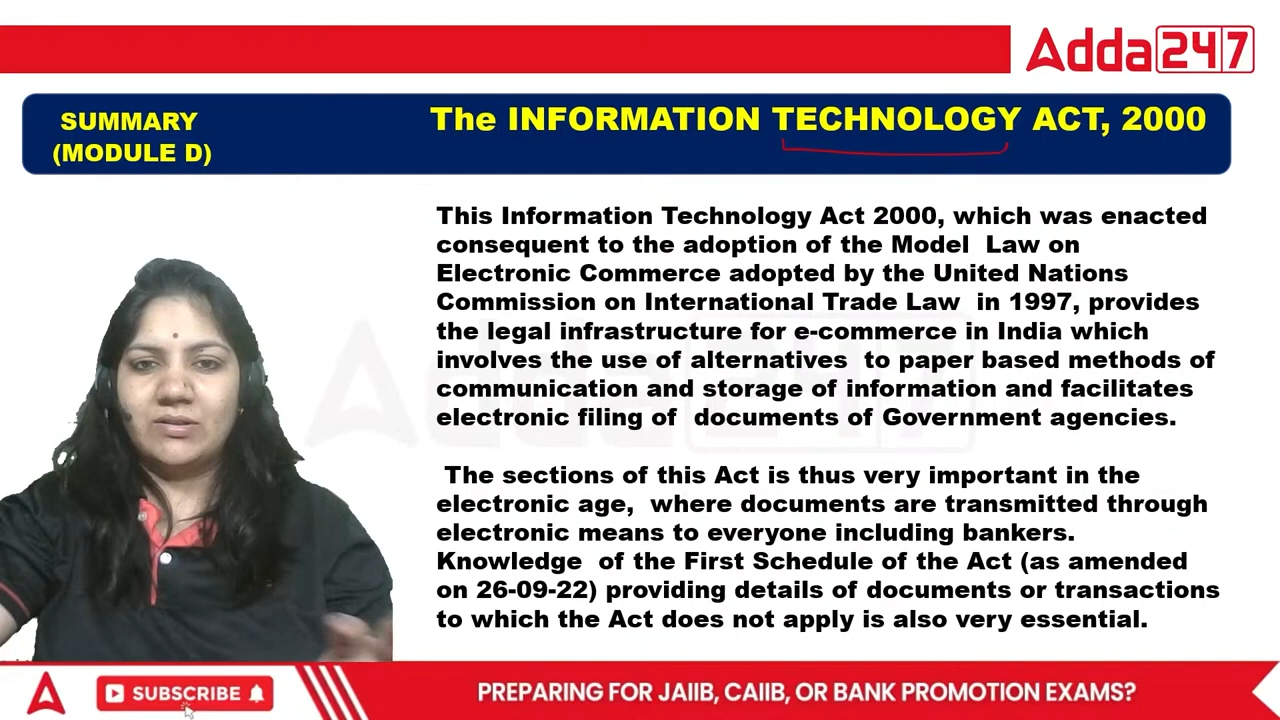 Adda247
SUMMARY
(MODULE D)
The INFORMATION TECHNOLOGY ACT, 2000
This Information Technology Act 2000, which was enacted
consequent to the adoption of the Model Law on
Electronic Commerce adopted by the United Nations
Commission on International Trade Law in 1997, provides
the legal infrastructure for e-commerce in India which
involves the use of alternatives to paper based methods of
communication and storage of information and facilitates
electronic filing of documents of Government agencies.
The sections of this Act is thus very important in the
electronic age, where documents are transmitted through
electronic means to everyone including bankers.
Knowledge of the First Schedule of the Act (as amended
on 26-09-22) providing details of documents or transactions
to which the Act does not apply is also very essential.
Adda247
SUBSCRIBE
PREPARING FOR JAIIB, CAIIB, OR BANK PROMOTION EXAMS?